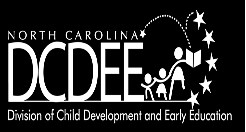 NORTH CAROLINA
DCDEE
Division of Child Development and Early Education